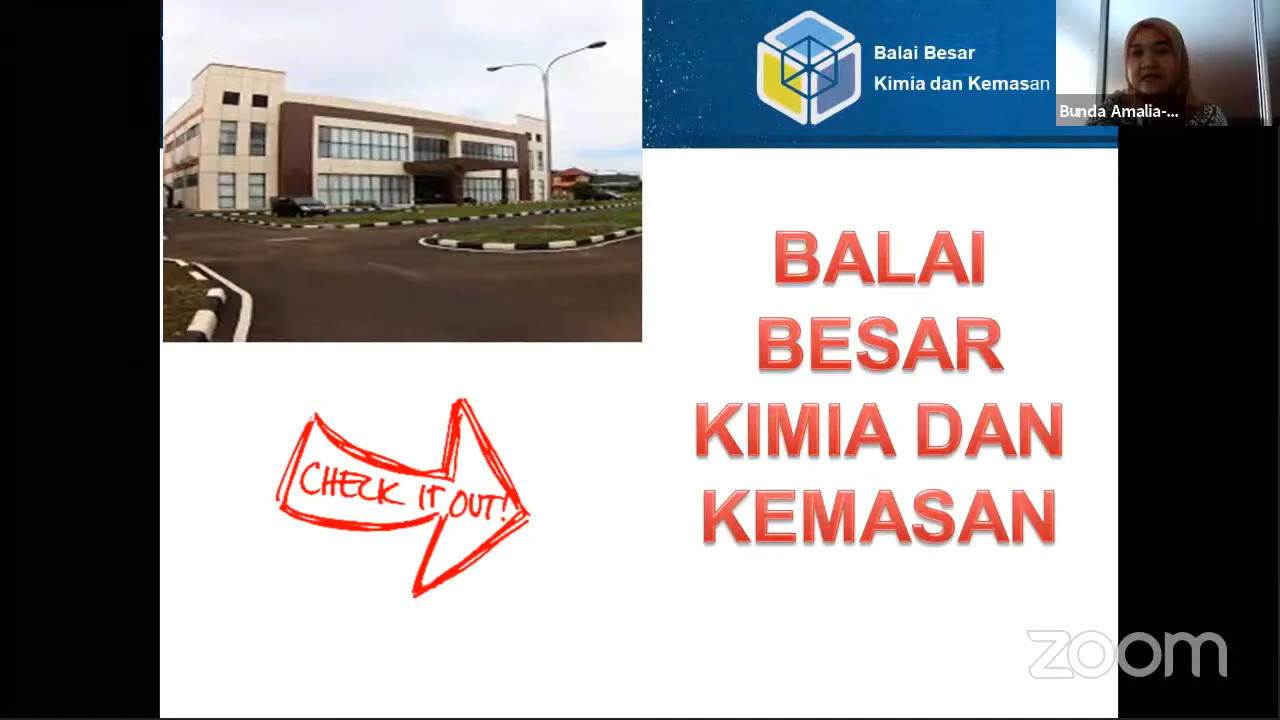 Balai Besar
Kimia dan Kemasan
Bunda Amalia-...
BALAI
BESAR
KIMIA DAN
KEMASAN
CHECK IT OUT!
zoom